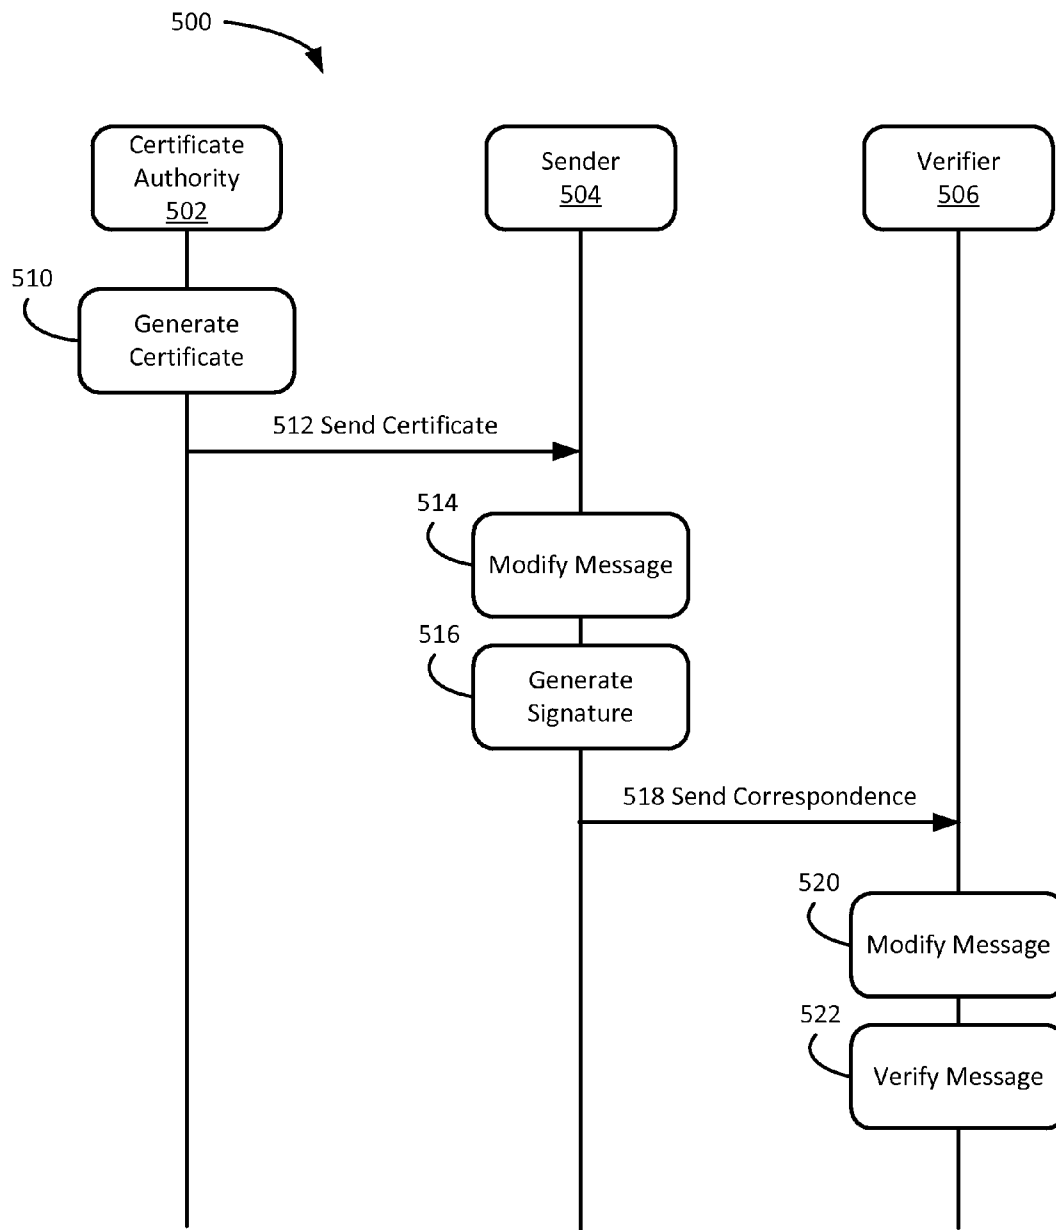 500
Certificate
Authority
502
Sender
504
Verifier
506
510
Generate
Certificate
512 Send Certificate
514
Modify Message
516
Generate
Signature
518 Send Correspondence
520
Modify Message
522
Verify Message